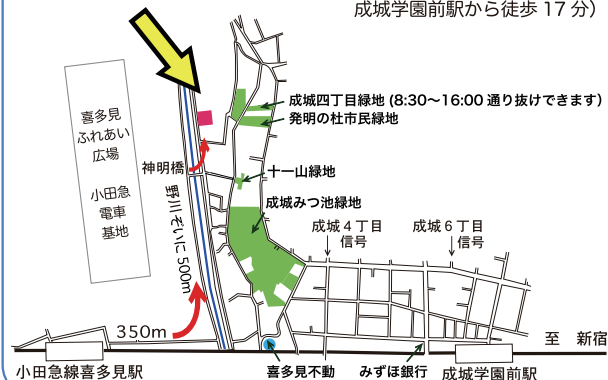 成城学園前駅から徒歩 17 分）
成城四丁目緑地 (8:30～16:00 通り抜けできます)
発明の杜市民緑地
喜多見
ふれあい
広場
小田急
電車
基地
神明橋
十一山緑地
成城みつ池緑地
野川ぞいに 500m
成城４丁目
信号
成城６丁目
信号
350m
至　新宿
小田急線喜多見駅
喜多見不動
みずほ銀行
成城学園前駅